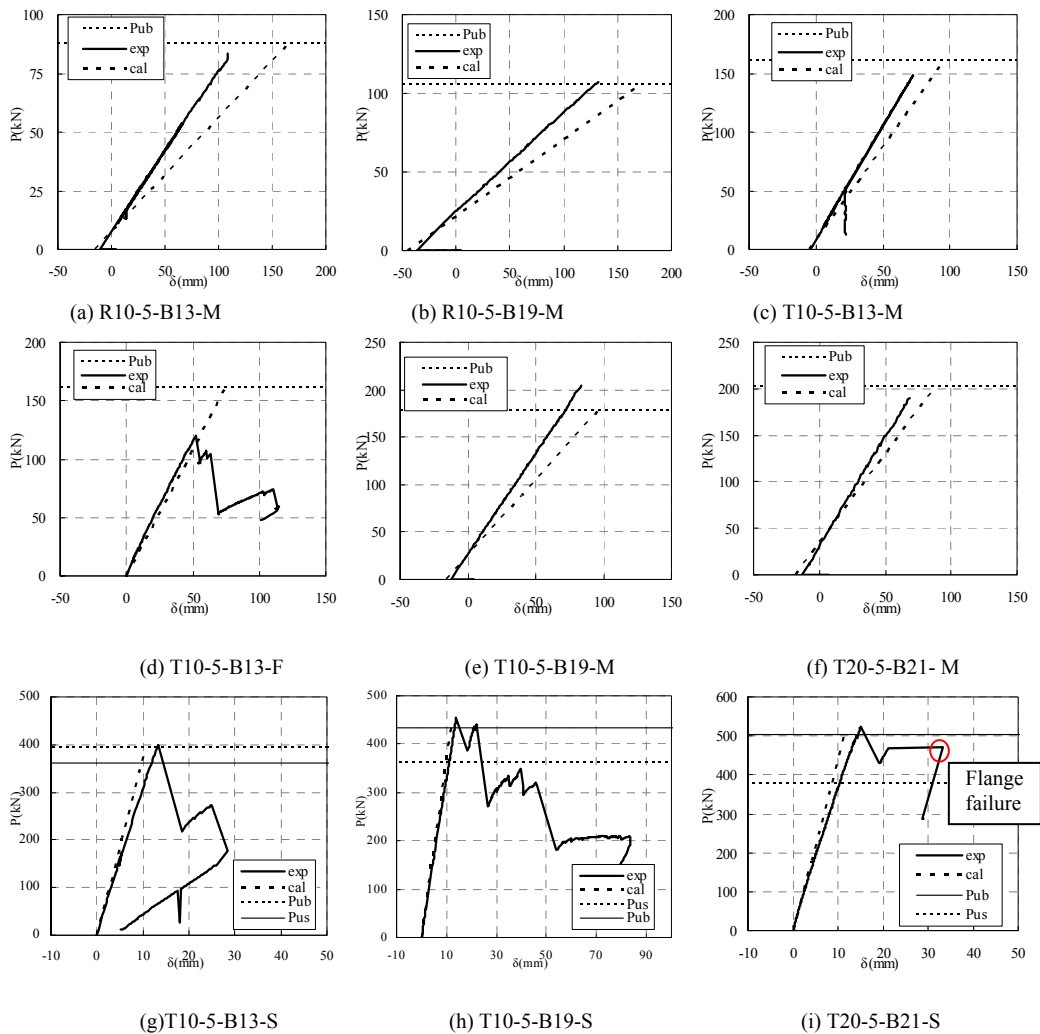 100
75
50
25
0
P(kN)
Pub
exp
cal
-50 0 50 100 150 200
δ(mm)
(a) R10-5-B13-M
150
100
50
0
P(kN)
Pub
exp
cal
-50 0 50 100 150 200
δ(mm)
(b) R10-5-B19-M
200
150
100
50
0
P(kN)
Pub
exp
cal
-50 0 50 100 150
δ(mm)
(c) T10-5-B13-M
200
150
100
50
0
P(kN)
Pub
exp
cal
-50 0 50 100 150
δ(mm)
(d) T10-5-B13-F
250
200
150
100
50
0
P(kN)
Pub
exp
cal
-50 0 50 100 150
δ(mm)
(e) T10-5-B19-M
250
200
150
100
50
0
P(kN)
Pub
exp
cal
-50 0 50 100 150
δ(mm)
(f) T20-5-B21- M
500
400
300
200
100
0
P(kN)
exp
cal
Pub
Pus
-10 0 10 20 30 40 50
δ(mm)
(g)T10-5-B13-S
500
400
300
200
100
0
P(kN)
exp
cal
Pus
Pub
-10 10 30 50 70 90
δ(mm)
(h) T10-5-B19-S
600
500
400
300
200
100
0
P(kN)
Flange
failure
exp
cal
Pub
Pus
-10 0 10 20 30 40 50
δ(mm)
(i) T20-5-B21-S